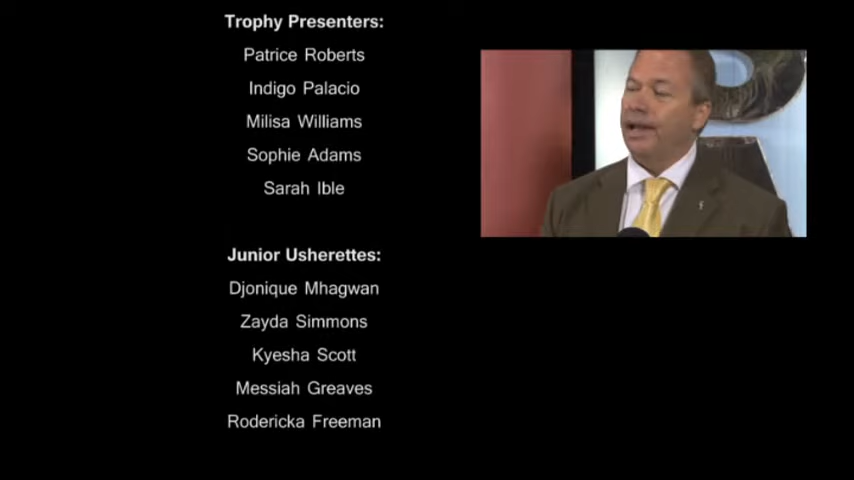 Trophy Presenters:
Patrice Roberts
Indigo Palacio
Milisa Williams
Sophie Adams
Sarah Ible
Junior Usherettes:
Djonique Mhagwan
Zayda Simmons
Kyesha Scott
Messiah Greaves
Rodericka Freeman